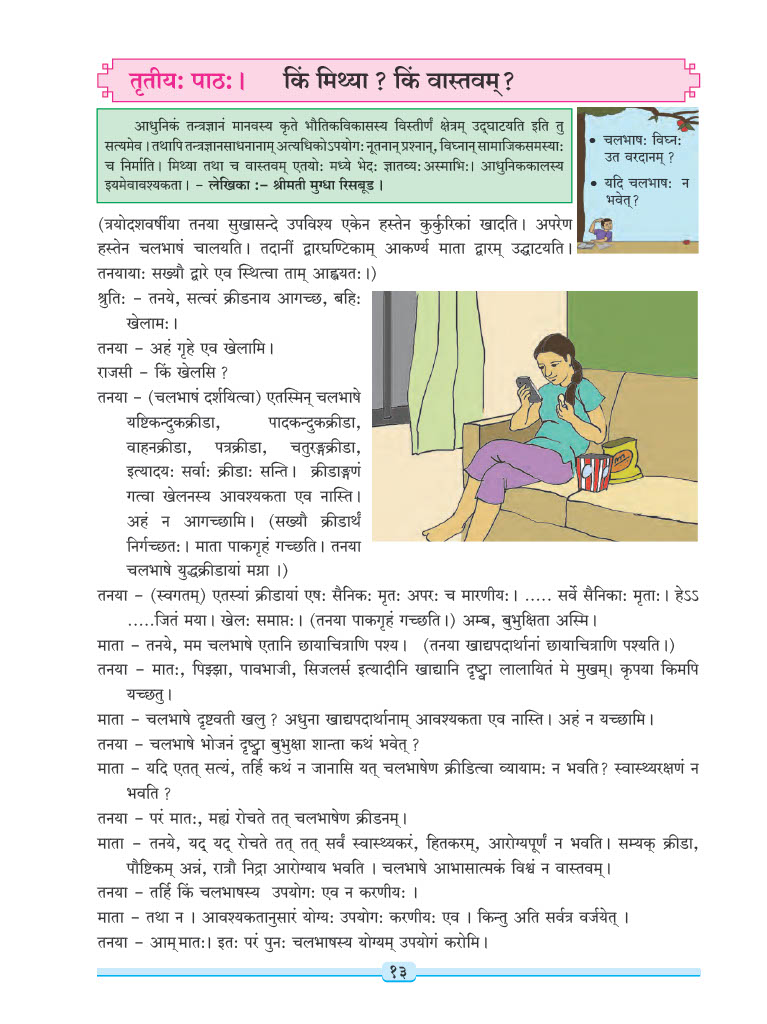 तृतीय: पाठ:। किं मिथ्या ? किं वास्तवम् ?
आधुनिकं तन्त्रज्ञानं मानवस्य कृते भौतिकविकासस्य विस्तीर्णं क्षेत्रम् उद्घाटयति इति तु
सत्यमेव । तथापि तन्त्रज्ञानसाधनानाम् अत्यधिकोऽपयोग: नूतनान् प्रश्नान्, विघ्नान् सामाजिकसमस्या:
च निर्माति । मिथ्या तथा च वास्तवम् एतयो: मध्ये भेद: ज्ञातव्य: अस्माभि:। आधुनिककालस्य
इयमेवावश्यकता । - लेखिका :- श्रीमती मुग्धा रिसबूड ।
• चलभाष: विघ्न:
उत वरदानम् ?
• यदि चलभाष: न
भवेत् ?
(त्रयोदशवर्षीया तनया सुखासन्दे उपविश्य एकेन हस्तेन कुर्कुरिकां खादति । अपरेण
हस्तेन चलभाषं चालयति । तदानीं द्वारघण्टिकाम् आकर्ण्य माता द्वारम् उद्घाटयति ।
तनयाया: सख्यौ द्वारे एव स्थित्वा ताम् आह्वयत:।)
श्रुति: - तनये, सत्वरं क्रीडनाय आगच्छ, बहि:
खेलाम:।
तनया - अहं गृहे एव खेलामि ।
राजसी - किं खेलसि ?
तनया - (चलभाषं दर्शयित्वा) एतस्मिन् चलभाषे
यष्टिकन्दुकक्रीडा, पादकन्दुकक्रीडा,
वाहनक्रीडा, पत्रक्रीडा, चतुरङ्गक्रीडा,
इत्यादय: सर्वा: क्रीडा: सन्ति । क्रीडाङ्गणं
गत्वा खेलनस्य आवश्यकता एव नास्ति ।
अहं न आगच्छामि । (सख्यौ क्रीडार्थं
निर्गच्छत:। माता पाकगृहं गच्छति । तनया
चलभाषे युद्धक्रीडायां मग्ना ।)
तनया - (स्वगतम्) एतस्यां क्रीडायां एष: सैनिक: मृत: अपर: च मारणीय:। ..... सर्वे सैनिका: मृता:। हेऽऽ
.....जितं मया । खेल: समाप्त:। (तनया पाकगृहं गच्छति ।) अम्ब, बुभुक्षिता अस्मि ।
माता - तनये, मम चलभाषे एतानि छायाचित्राणि पश्य । (तनया खाद्यपदार्थानां छायाचित्राणि पश्यति ।)
तनया - मात:, पिझ्झा, पावभाजी, सिजलर्स इत्यादीनि खाद्यानि दृष्ट्वा लालायितं मे मुखम्। कृपया किमपि
यच्छतु ।
माता - चलभाषे दृष्टवती खलु ? अधुना खाद्यपदार्थानाम् आवश्यकता एव नास्ति । अहं न यच्छामि ।
तनया - चलभाषे भोजनं दृष्ट्वा बुभुक्षा शान्ता कथं भवेत् ?
माता - यदि एतत् सत्यं, तर्हि कथं न जानासि यत् चलभाषेण क्रीडित्वा व्यायाम: न भवति ? स्वास्थ्यरक्षणं न
भवति ?
तनया - परं मात:, मह्यं रोचते तत् चलभाषेण क्रीडनम् ।
माता - तनये, यद् यद् रोचते तत् तत् सर्वं स्वास्थ्यकरं, हितकरम्, आरोग्यपूर्णं न भवति । सम्यक् क्रीडा,
पौष्टिकम् अन्नं, रात्रौ निद्रा आरोग्याय भवति । चलभाषे आभासात्मकं विश्वं न वास्तवम् ।
तनया - तर्हि किं चलभाषस्य उपयोग: एव न करणीय: ।
माता - तथा न । आवश्यकतानुसारं योग्य: उपयोग: करणीय: एव । किन्तु अति सर्वत्र वर्जयेत् ।
तनया - आम् मात:। इत: परं पुन: चलभाषस्य योग्यम् उपयोगं करोमि ।
१३